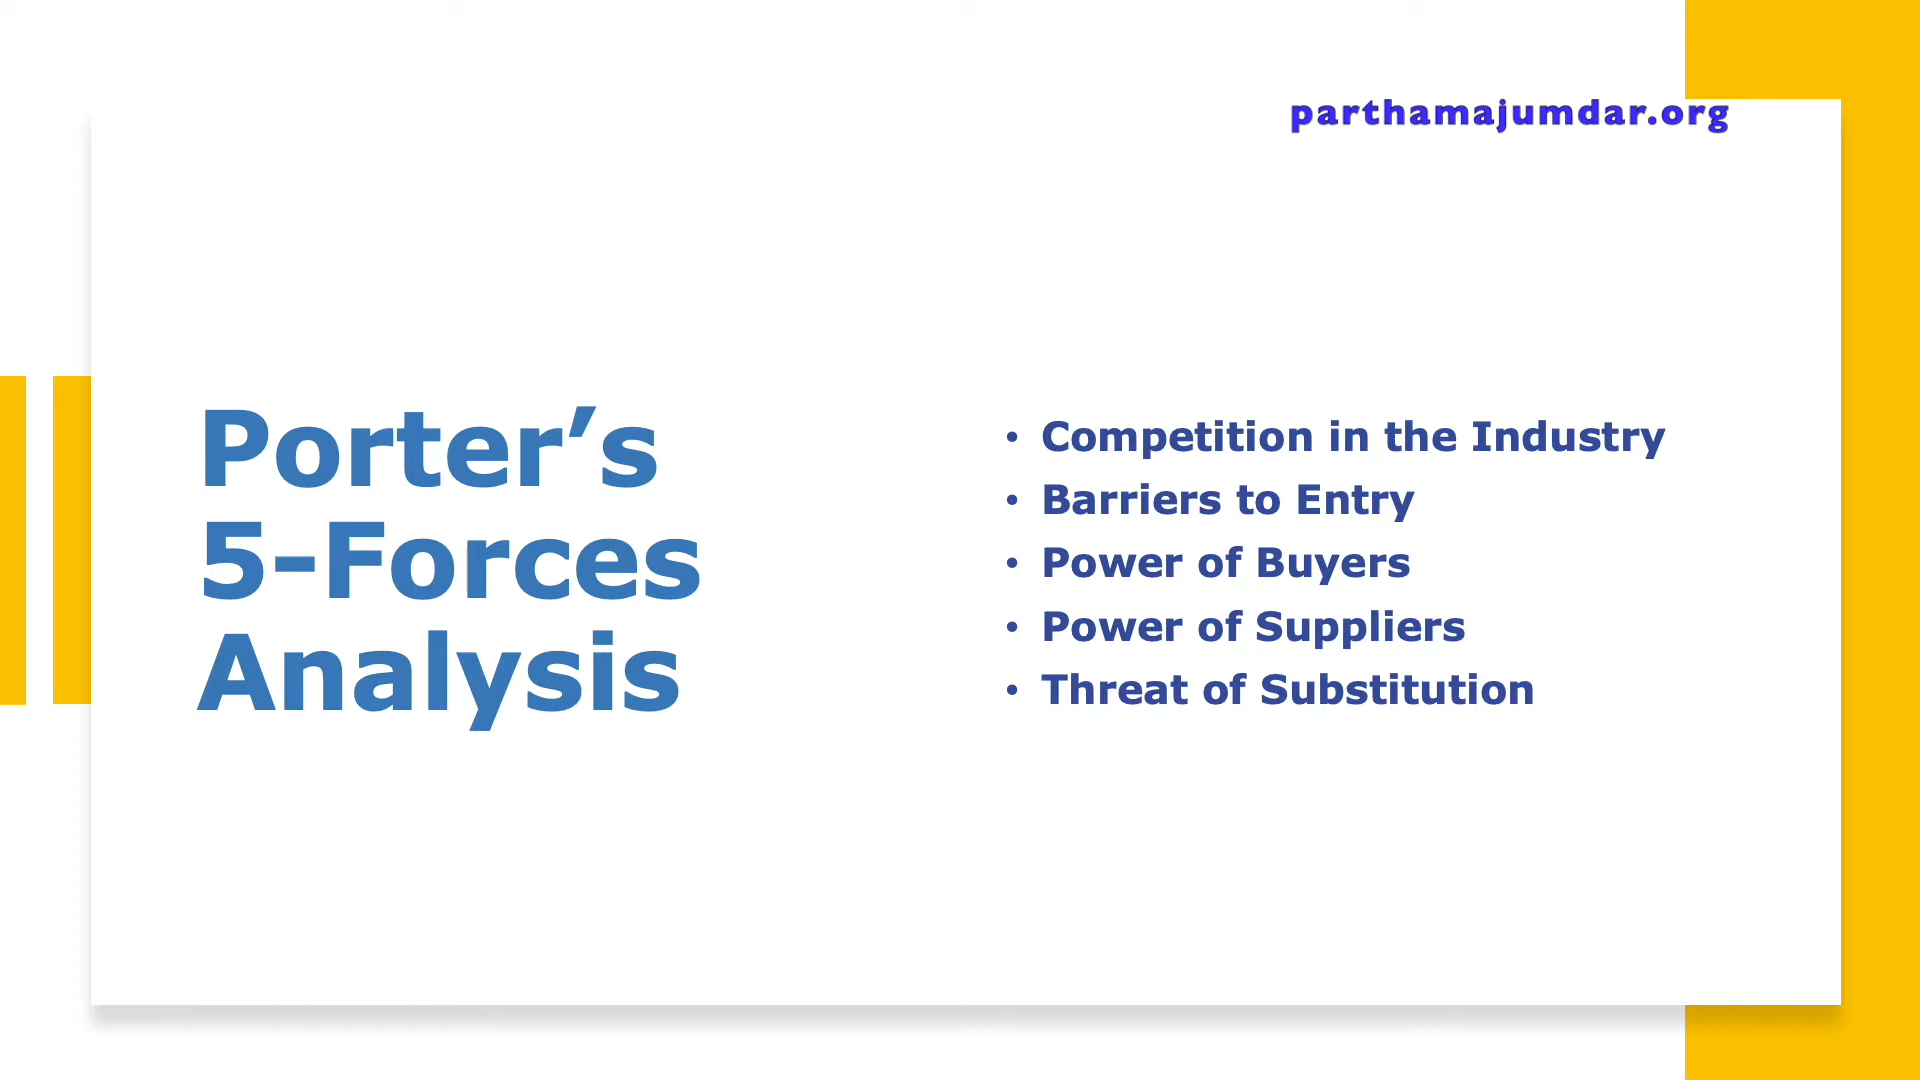 parthamajumdar.org
Porter’s
5-Forces
Analysis
• Competition in the Industry
• Barriers to Entry
• Power of Buyers
• Power of Suppliers
• Threat of Substitution